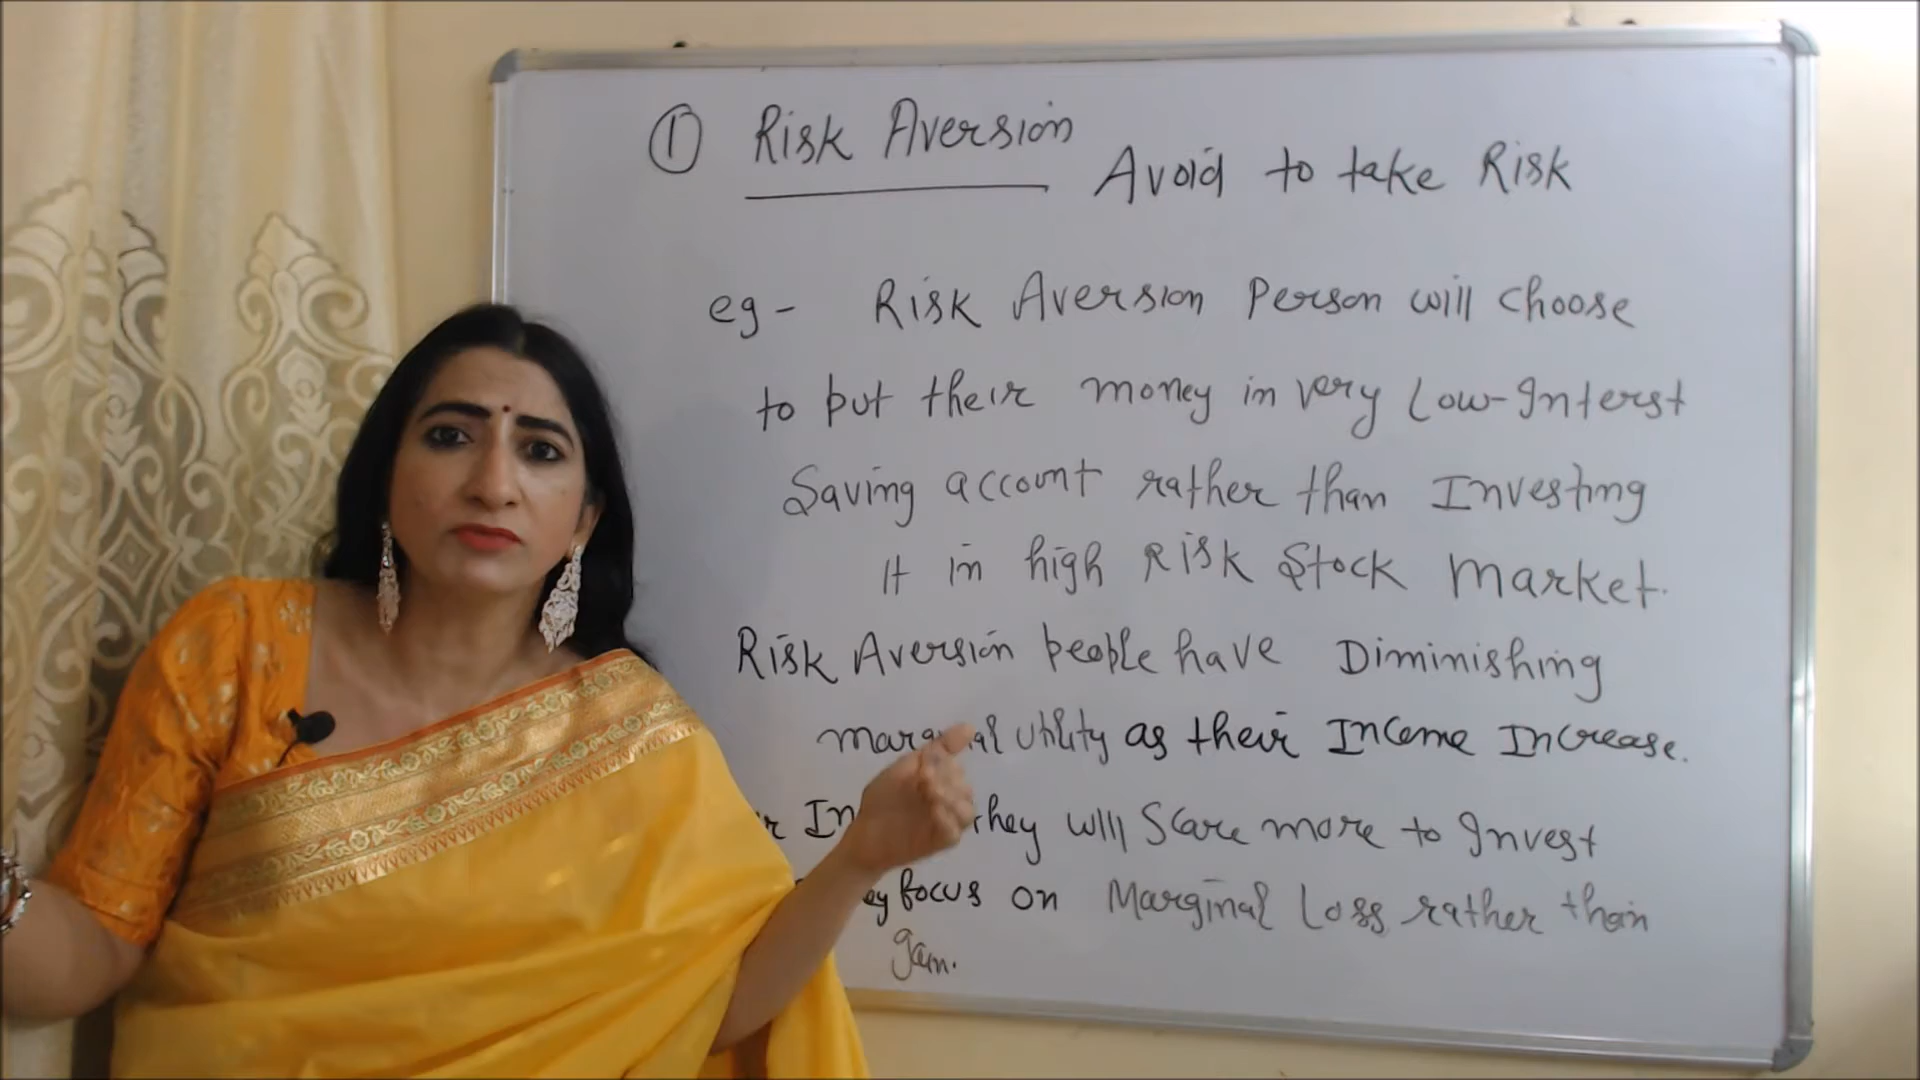 ① Risk Aversion
Avoid to take Risk
eg - Risk Aversion Person will choose
to put their money in very Low-Interst
Saving account rather than Investing
It in high Risk Stock Market.
Risk Aversion people have Diminishing
marginal utility as their Income Increase.
they will Scare more to Invest
focus on Marginal Loss rather than
gain.